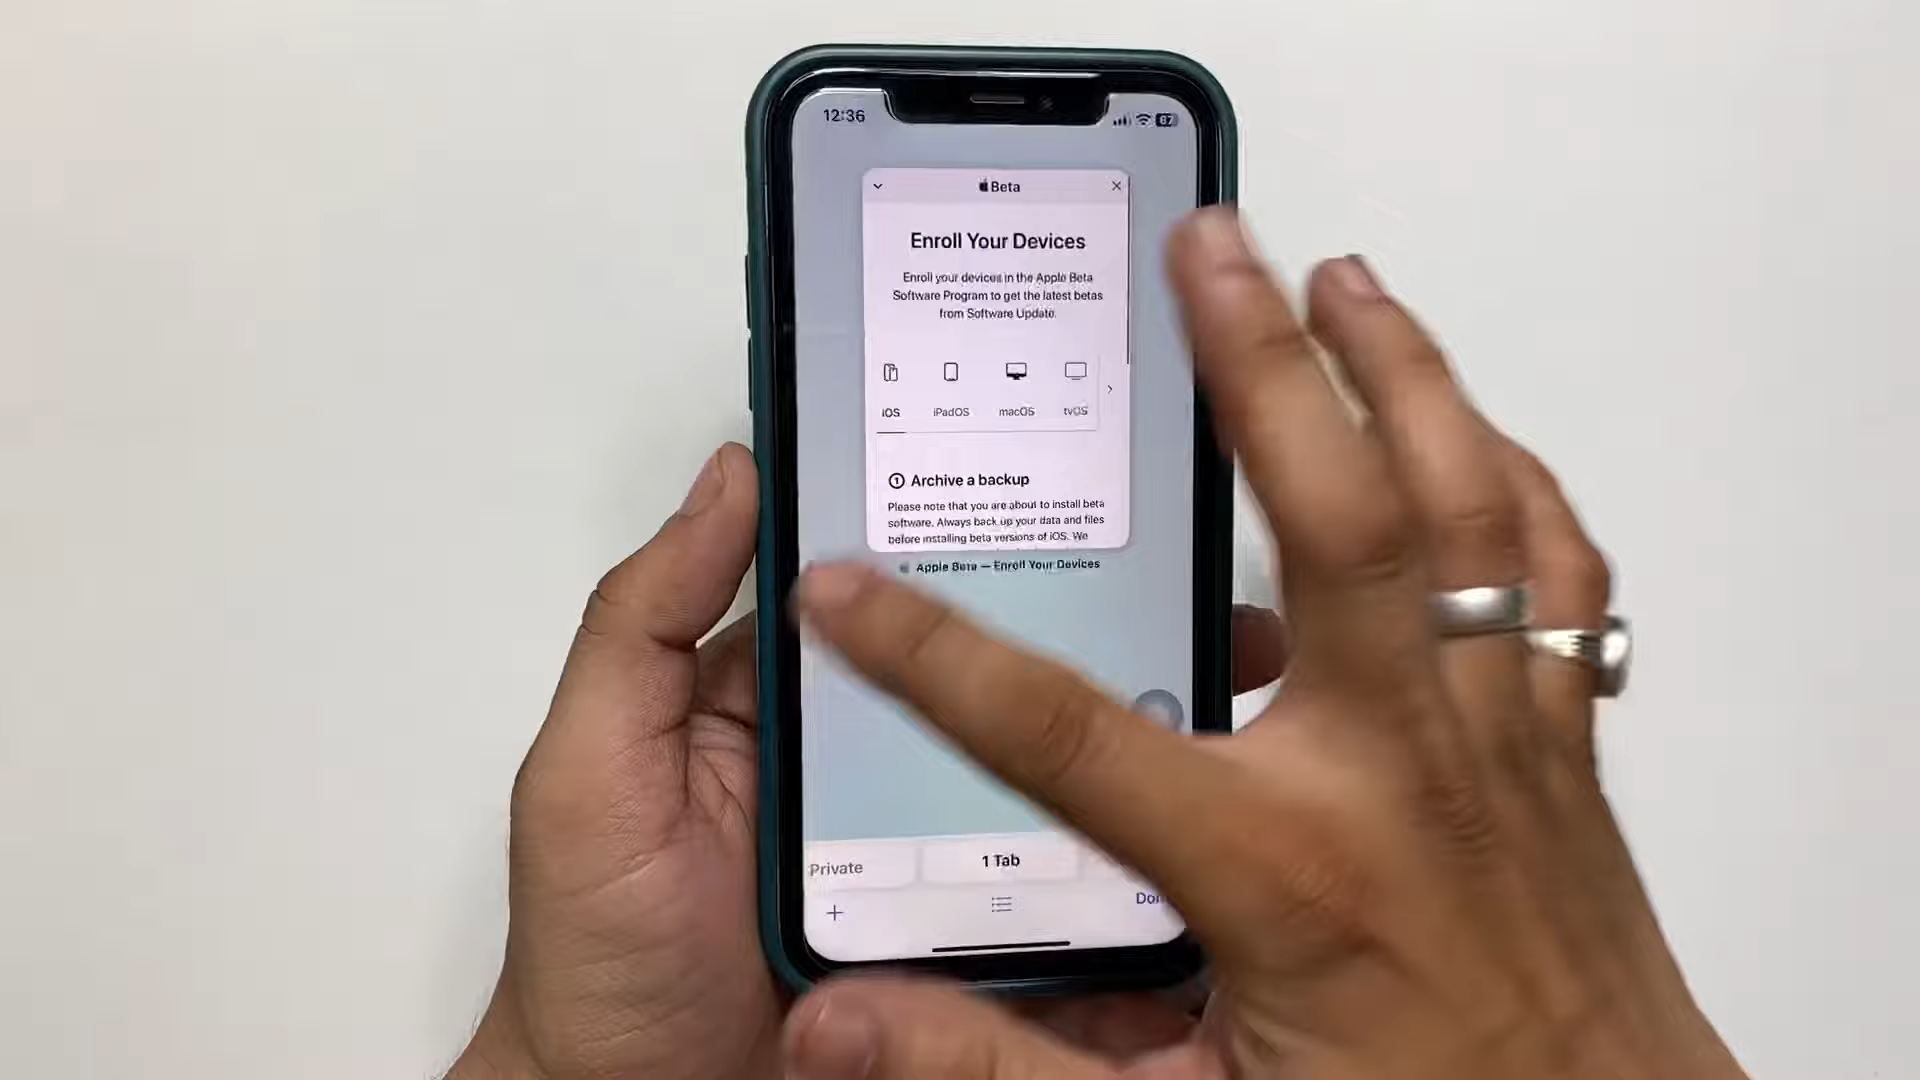 12:36
87
Beta
Enroll Your Devices
Enroll your devices in the Apple Beta
Software Program to get the latest betas
from Software Update.
iOS iPadOS macOS tvOS
1 Archive a backup
Please note that you are about to install beta
software. Always back up your data and files
before installing beta versions of iOS. We
Apple Beta — Enroll Your Devices
Private 1 Tab
Don